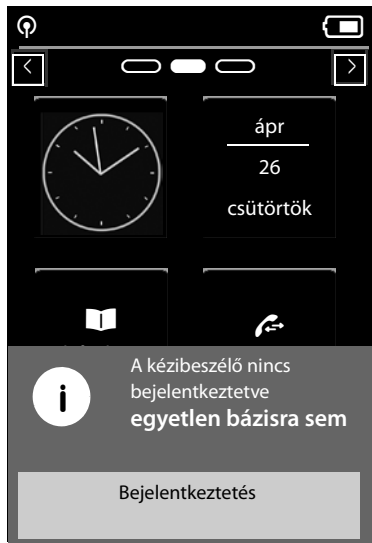 ápr
26
csütörtök
A kézibeszélő nincs
bejelentkeztetve
egyetlen bázisra sem
Bejelentkeztetés